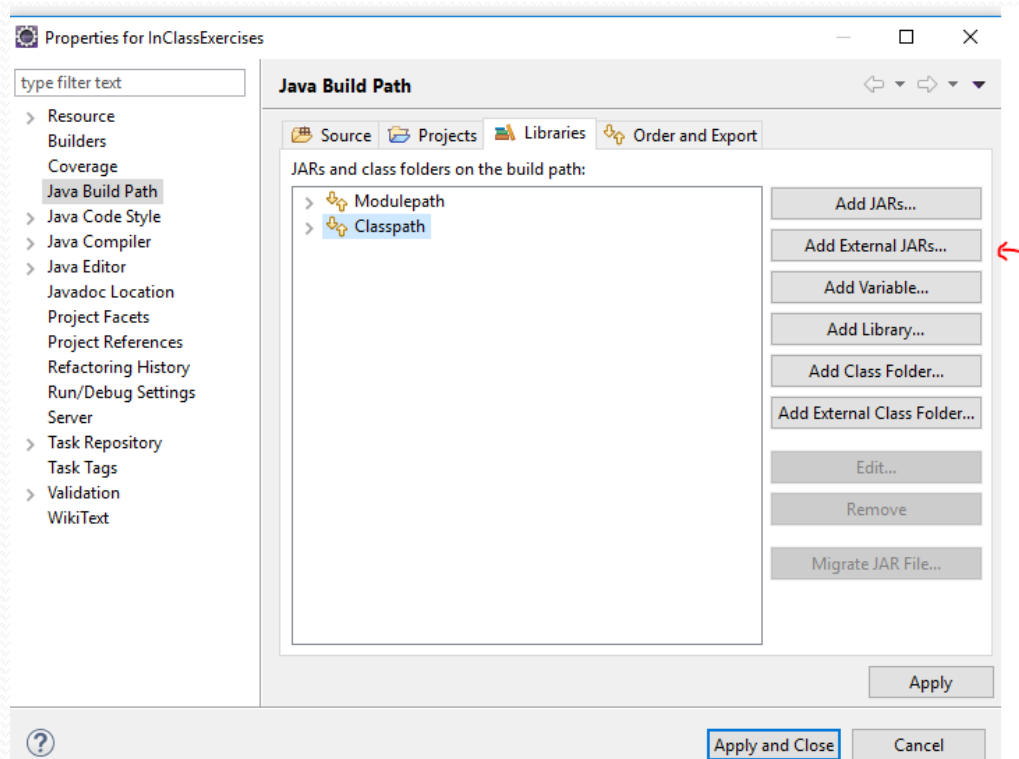 Properties for InClassExercises
type filter text
Resource
Builders
Coverage
Java Build Path
Java Code Style
Java Compiler
Java Editor
Javadoc Location
Project Facets
Project References
Refactoring History
Run/Debug Settings
Server
Task Repository
Task Tags
Validation
WikiText
Java Build Path
Source Projects Libraries Order and Export
JARs and class folders on the build path:
Modulepath
Classpath
Add JARs...
Add External JARs...
Add Variable...
Add Library...
Add Class Folder...
Add External Class Folder...
Edit...
Remove
Migrate JAR File...
Apply
?
Apply and Close
Cancel